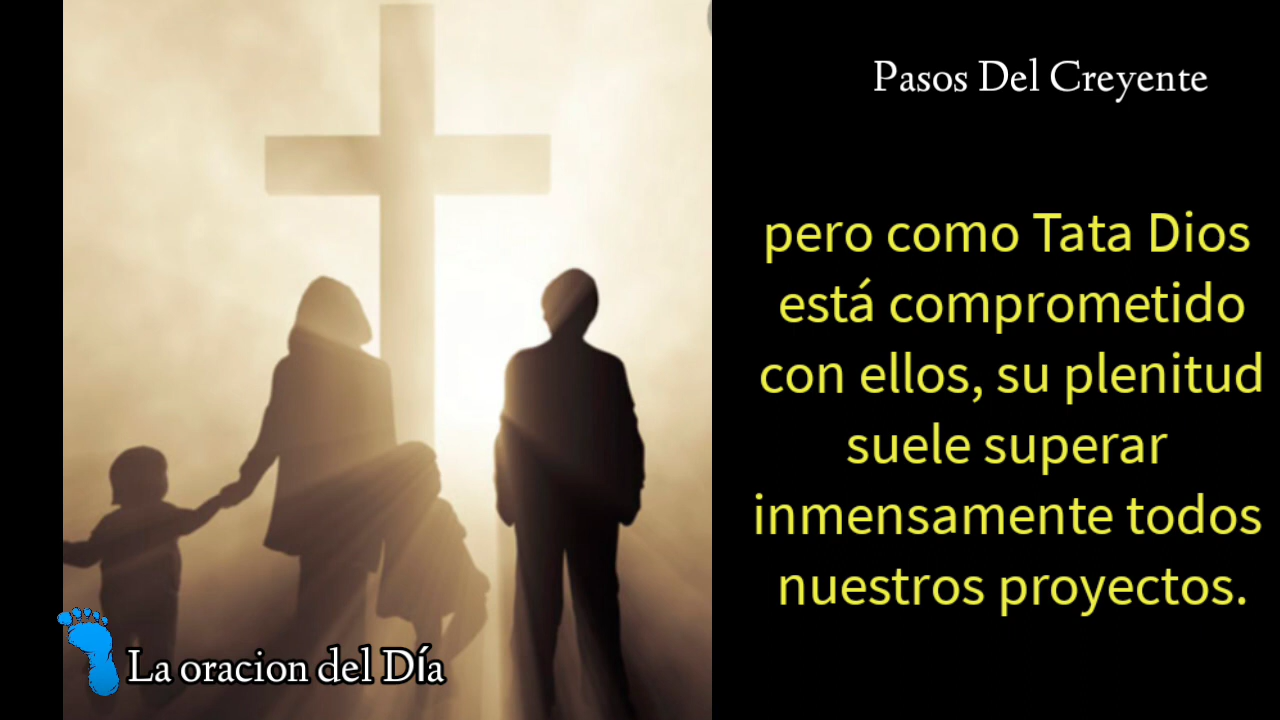 Pasos Del Creyente
pero como Tata Dios
está comprometido
con ellos, su plenitud
suele superar
inmensamente todos
nuestros proyectos.
La oracion del Día